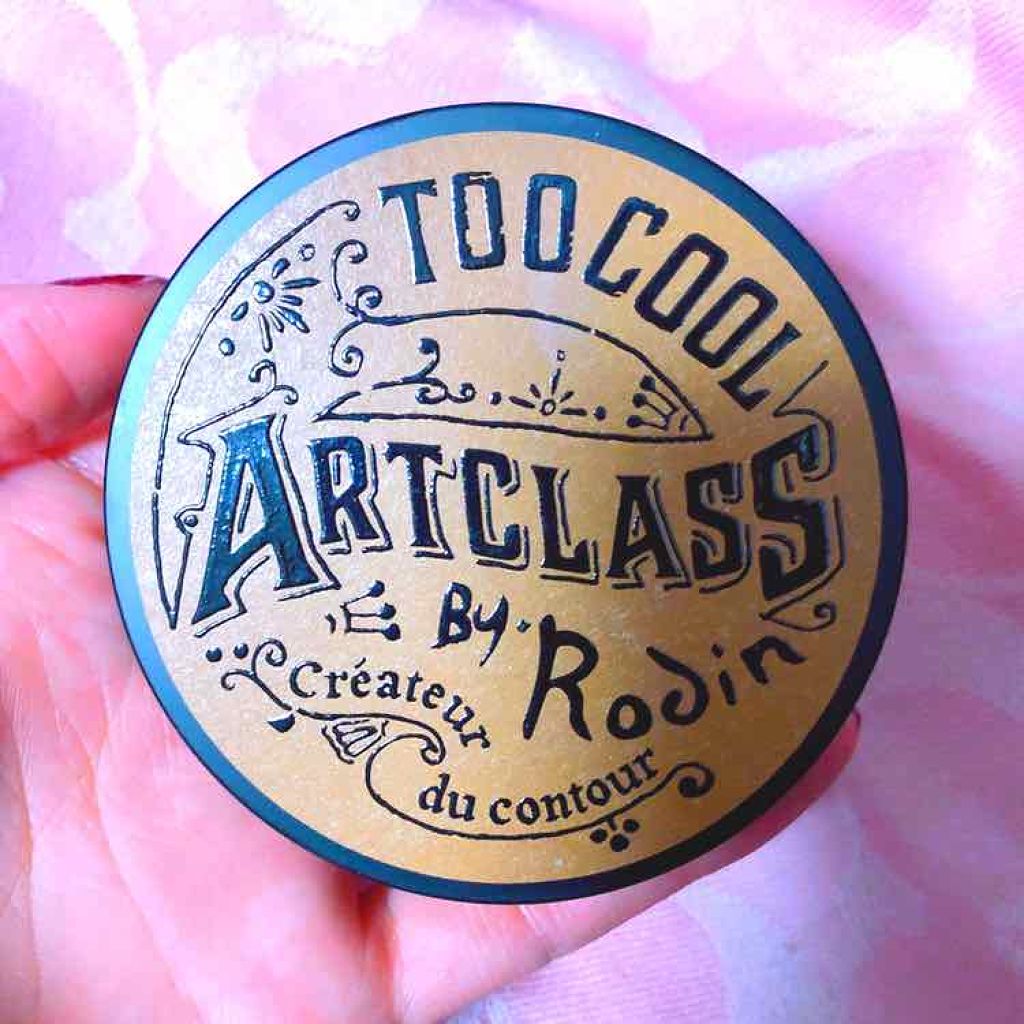 TOO COOL
ARTCLASS
By. Rodin
Créateur
du contour